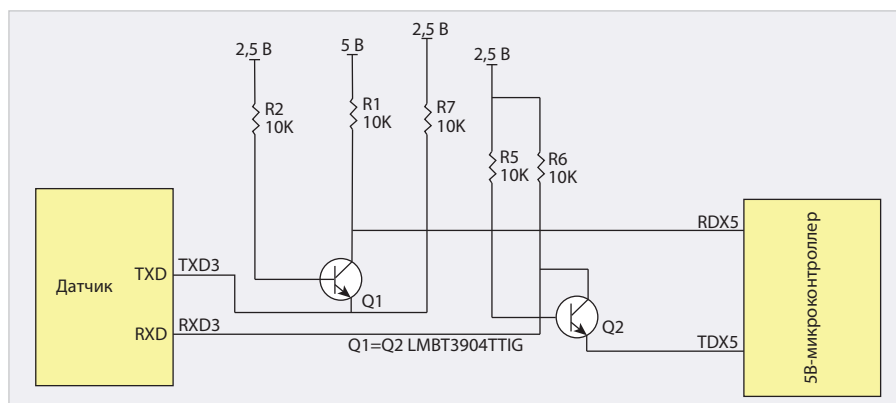 2,5 В
5 В
2,5 В
2,5 В
R2
10K
R1
10K
R7
10K
R5
10K
R6
10K
RDX5
TXD
TXD3
Датчик
Q1
RXD
RXD3
Q1=Q2 LMBT3904TTIG
Q2
TDX5
5В-микроконтроллер